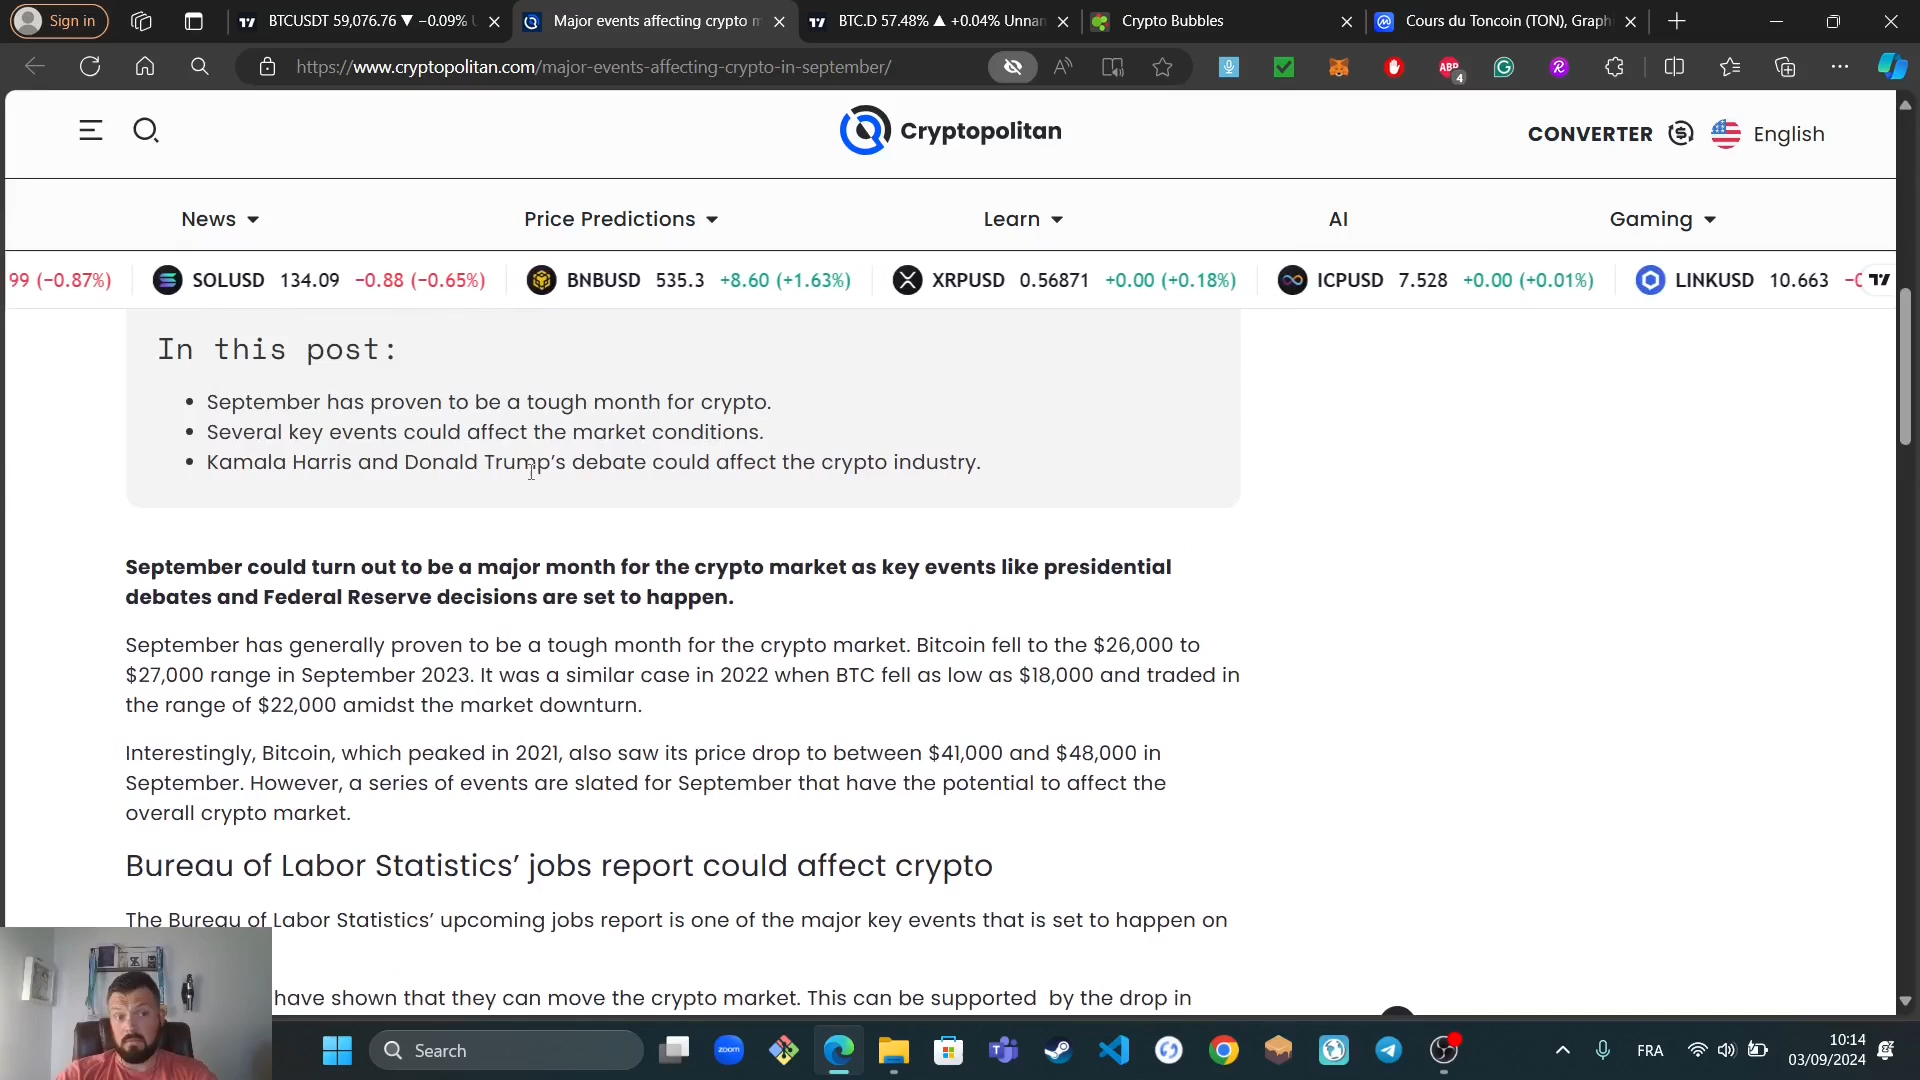 Sign in
BTCUSDT 59,076.76 ▼ −0.09%
Major events affecting crypto
BTC.D 57.48% ▲ +0.04% Unnan
Crypto Bubbles
Cours du Toncoin (TON), Graph
https://www.cryptopolitan.com/major-events-affecting-crypto-in-september/
ABP
4
Cryptopolitan
CONVERTER
English
News
Price Predictions
Learn
AI
Gaming
99 (−0.87%)
SOLUSD 134.09 −0.88 (−0.65%)
BNBUSD 535.3 +8.60 (+1.63%)
XRPUSD 0.56871 +0.00 (+0.18%)
ICPUSD 7.528 +0.00 (+0.01%)
LINKUSD 10.663
In this post:
• September has proven to be a tough month for crypto.
• Several key events could affect the market conditions.
• Kamala Harris and Donald Trump’s debate could affect the crypto industry.
September could turn out to be a major month for the crypto market as key events like presidential
debates and Federal Reserve decisions are set to happen.
September has generally proven to be a tough month for the crypto market. Bitcoin fell to the $26,000 to
$27,000 range in September 2023. It was a similar case in 2022 when BTC fell as low as $18,000 and traded in
the range of $22,000 amidst the market downturn.
Interestingly, Bitcoin, which peaked in 2021, also saw its price drop to between $41,000 and $48,000 in
September. However, a series of events are slated for September that have the potential to affect the
overall crypto market.
Bureau of Labor Statistics’ jobs report could affect crypto
The Bureau of Labor Statistics’ upcoming jobs report is one of the major key events that is set to happen on
have shown that they can move the crypto market. This can be supported by the drop in
Search
zoom
FRA
10:14
03/09/2024